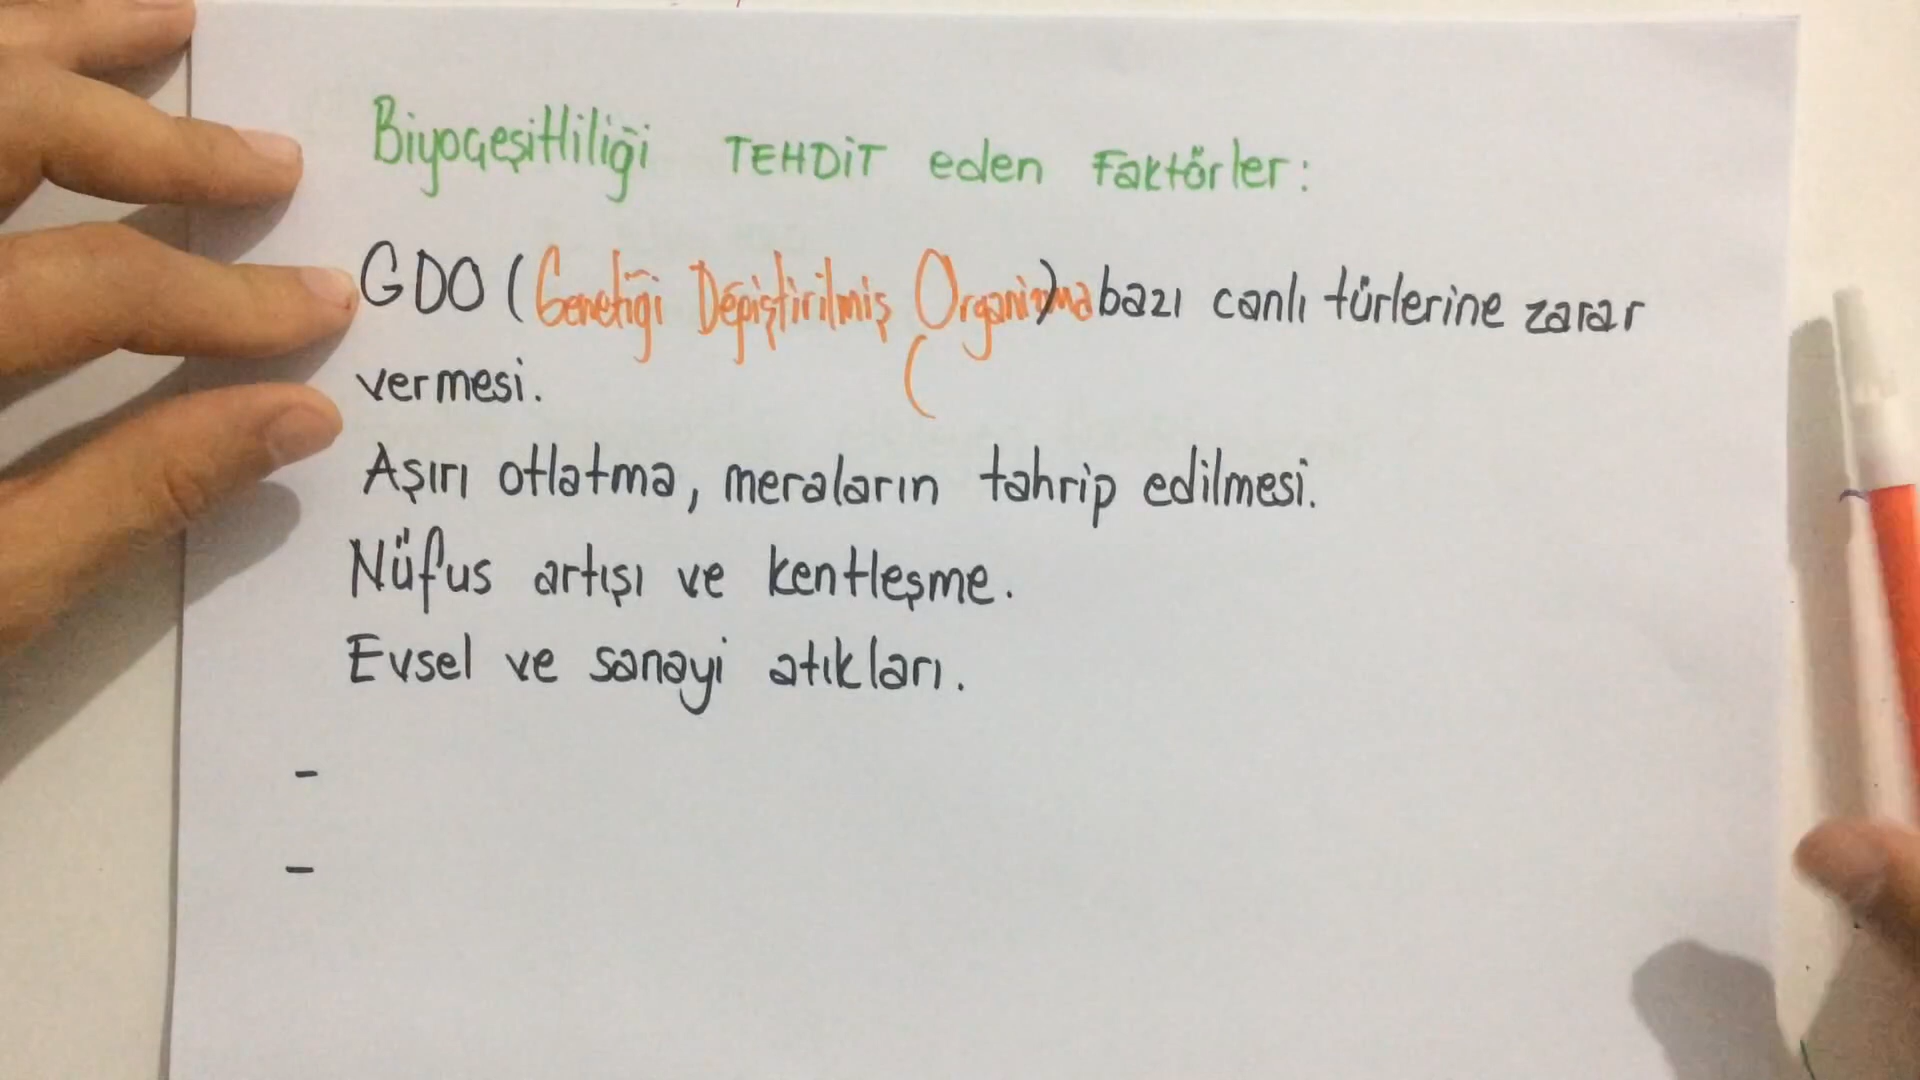 Biyoçeşitliliği TEHDİT eden Faktörler:
GDO (Genetiği Değiştirilmiş Organizma) bazı canlı türlerine zarar
vermesi.
Aşırı otlatma, meraların tahrip edilmesi.
Nüfus artışı ve kentleşme.
Evsel ve sanayi atıkları.
-
-